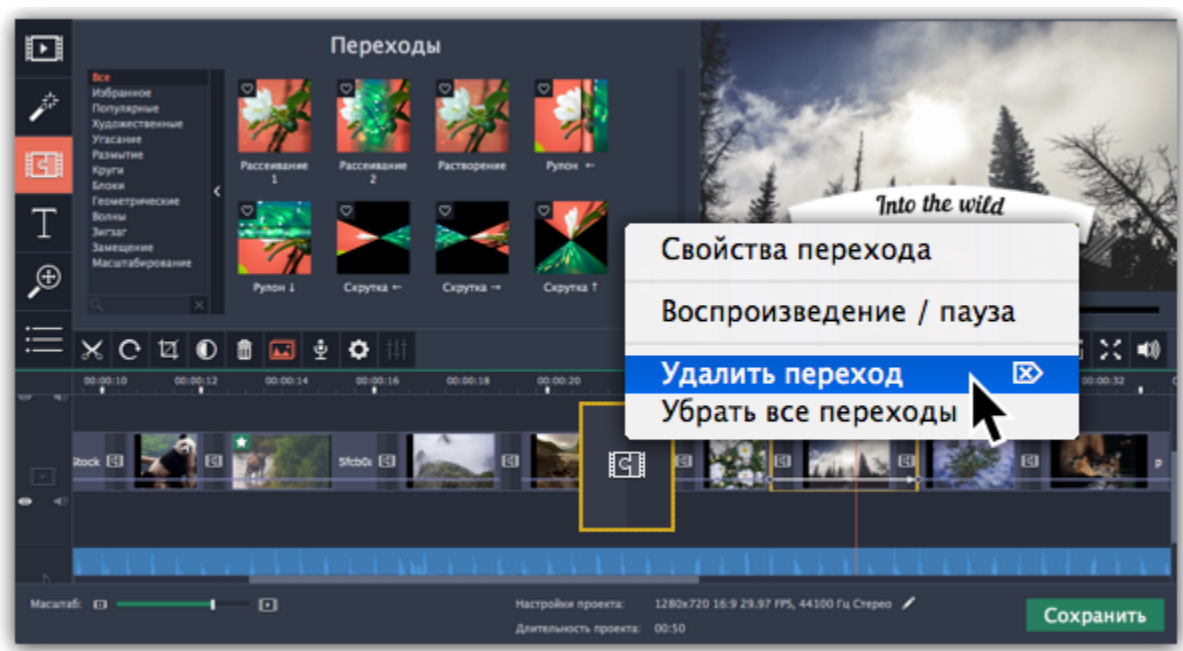 Переходы
Все
Избранное
Популярные
Художественные
Угасание
Размытие
Круги
Блоки
Геометрические
Волны
Зигзаг
Замещение
Масштабирование
Рассеивание 1
Рассеивание 2
Растворение
Рулон ←
Рулон ↓
Скрутка ←
Скрутка →
Скрутка ↑
Into the wild
Свойства перехода
Воспроизведение / пауза
Удалить переход
Убрать все переходы
00:00:10 00:00:12 00:00:14 00:00:16 00:00:18 00:00:20 00:00:32
Stock
p
Масштаб:
Настройки проекта: 1280x720 16:9 29.97 FPS, 44100 Гц Стерео
Длительность проекта: 00:50
Сохранить